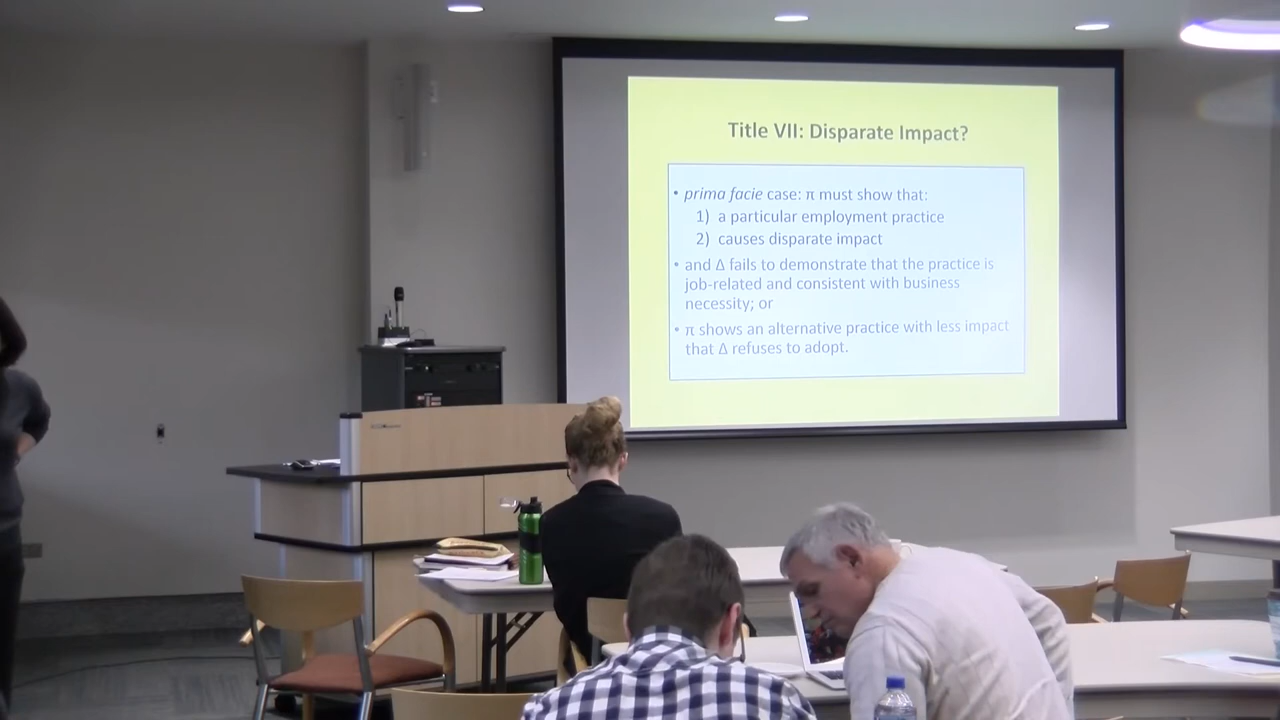 Title VII: Disparate Impact?
• prima facie case: π must show that:
1) a particular employment practice
2) causes disparate impact
• and Δ fails to demonstrate that the practice is
job-related and consistent with business
necessity; or
• π shows an alternative practice with less impact
that Δ refuses to adopt.